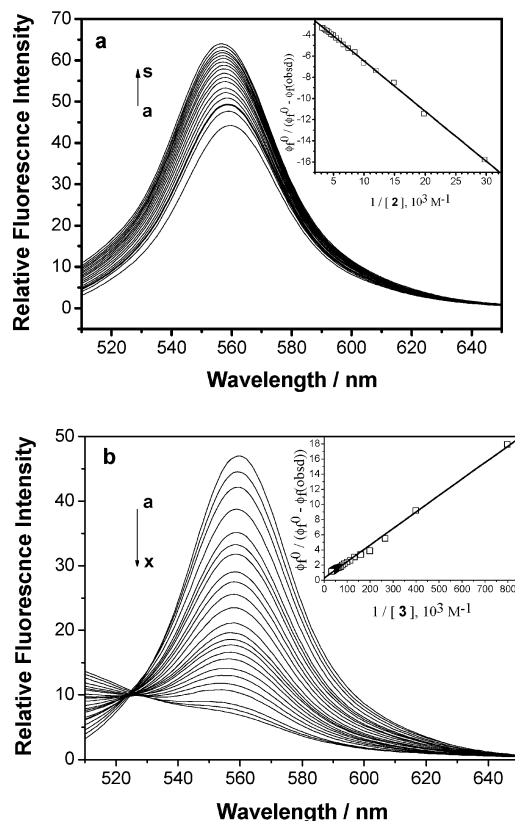 a
s
a
Relative Fluorescnce Intensity
70
60
50
40
30
20
10
0
520 540 560 580 600 620 640
Wavelength / nm
ϕf⁰ / (ϕf⁰ - ϕf(obsd))
-4
-6
-8
-10
-12
-14
-16
5 10 15 20 25 30
1 / [ 2 ], 10³ M⁻¹
b
a
x
Relative Fluorescnce Intensity
50
40
30
20
10
0
520 540 560 580 600 620 640
Wavelength / nm
ϕf⁰ / (ϕf⁰ - ϕf(obsd))
18
16
14
12
10
8
6
4
2
0
0 100 200 300 400 500 600 700 800
1 / [ 3 ], 10³ M⁻¹